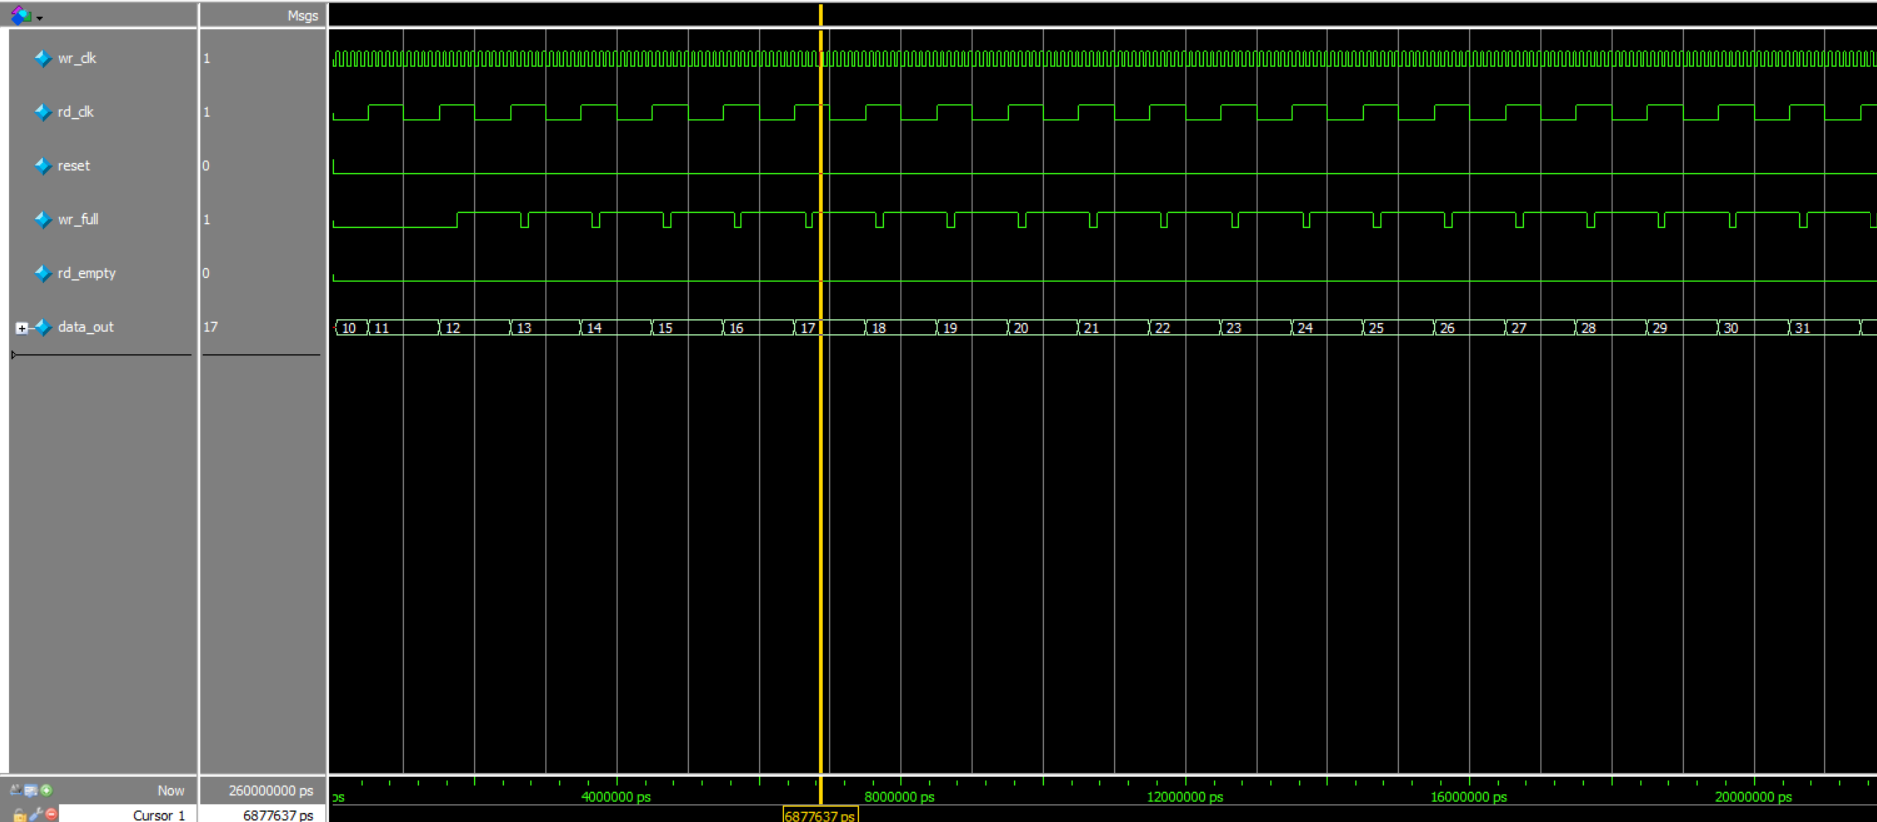 Msgs
wr_clk 1
rd_clk 1
reset 0
wr_full 1
rd_empty 0
data_out 17 10 11 12 13 14 15 16 17 18 19 20 21 22 23 24 25 26 27 28 29 30 31
Now 260000000 ps ps 4000000 ps 8000000 ps 12000000 ps 16000000 ps 20000000 ps
Cursor 1 6877637 ps 6877637 ps